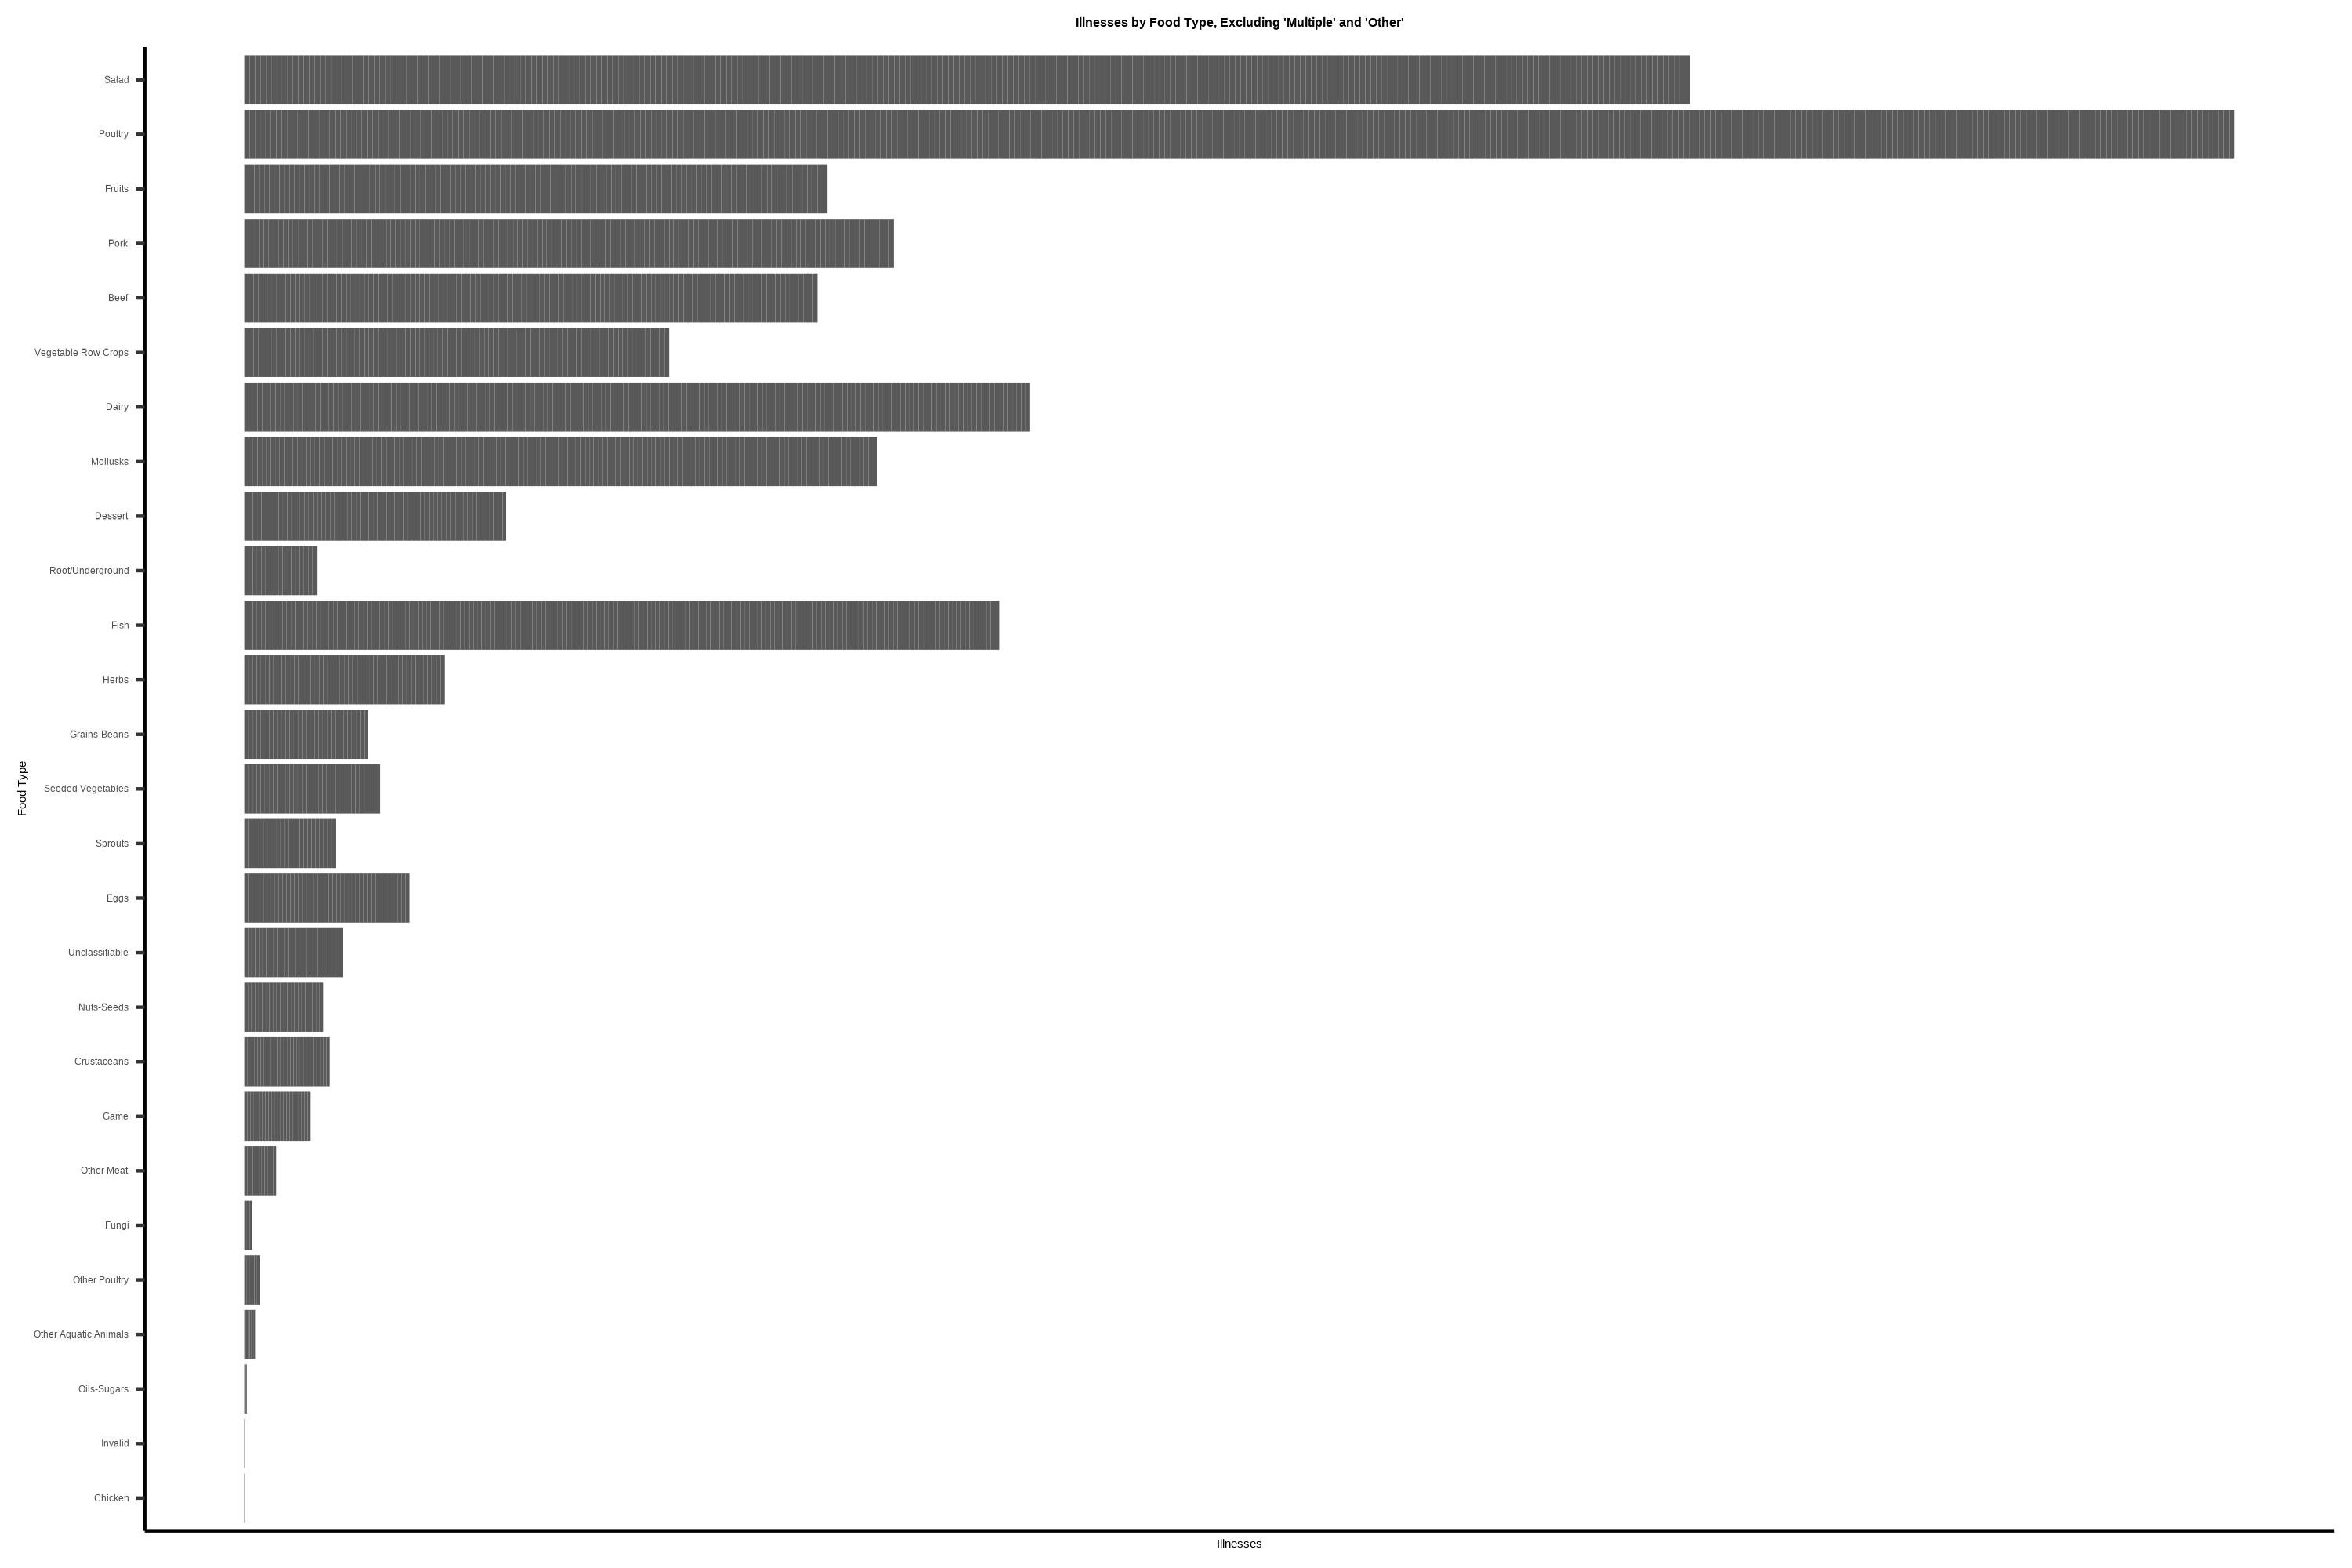 Illnesses by Food Type, Excluding 'Multiple' and 'Other'
Salad
Poultry
Fruits
Pork
Beef
Vegetable Row Crops
Dairy
Mollusks
Dessert
Root/Underground
Fish
Herbs
Grains-Beans
Seeded Vegetables
Sprouts
Eggs
Unclassifiable
Nuts-Seeds
Crustaceans
Game
Other Meat
Fungi
Other Poultry
Other Aquatic Animals
Oils-Sugars
Invalid
Chicken
Food Type
Illnesses